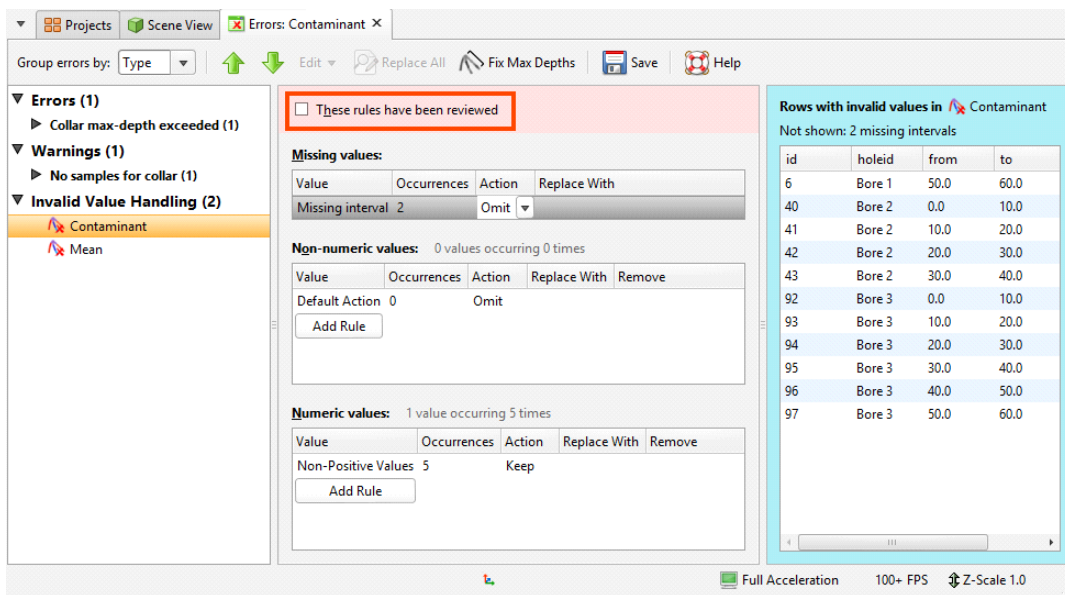 Projects Scene View Errors: Contaminant ×
Group errors by: Type Edit Replace All Fix Max Depths Save Help
Errors (1)
Collar max-depth exceeded (1)
Warnings (1)
No samples for collar (1)
Invalid Value Handling (2)
Contaminant
Mean
These rules have been reviewed
Missing values:
Value Occurrences Action Replace With
Missing interval 2 Omit
Non-numeric values: 0 values occurring 0 times
Value Occurrences Action Replace With Remove
Default Action 0 Omit
Add Rule
Numeric values: 1 value occurring 5 times
Value Occurrences Action Replace With Remove
Non-Positive Values 5 Keep
Add Rule
Rows with invalid values in Contaminant
Not shown: 2 missing intervals
id holeid from to
6 Bore 1 50.0 60.0
40 Bore 2 0.0 10.0
41 Bore 2 10.0 20.0
42 Bore 2 20.0 30.0
43 Bore 2 30.0 40.0
92 Bore 3 0.0 10.0
93 Bore 3 10.0 20.0
94 Bore 3 20.0 30.0
95 Bore 3 30.0 40.0
96 Bore 3 40.0 50.0
97 Bore 3 50.0 60.0
Full Acceleration 100+ FPS Z-Scale 1.0